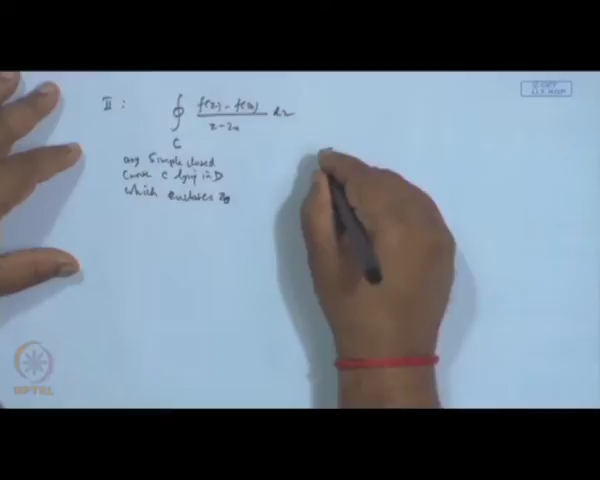 II : ∮ f(z) - f(z₀) / z - z₀ dz
C
any simple closed
curve C lying in D
which encloses z₀
NPTEL